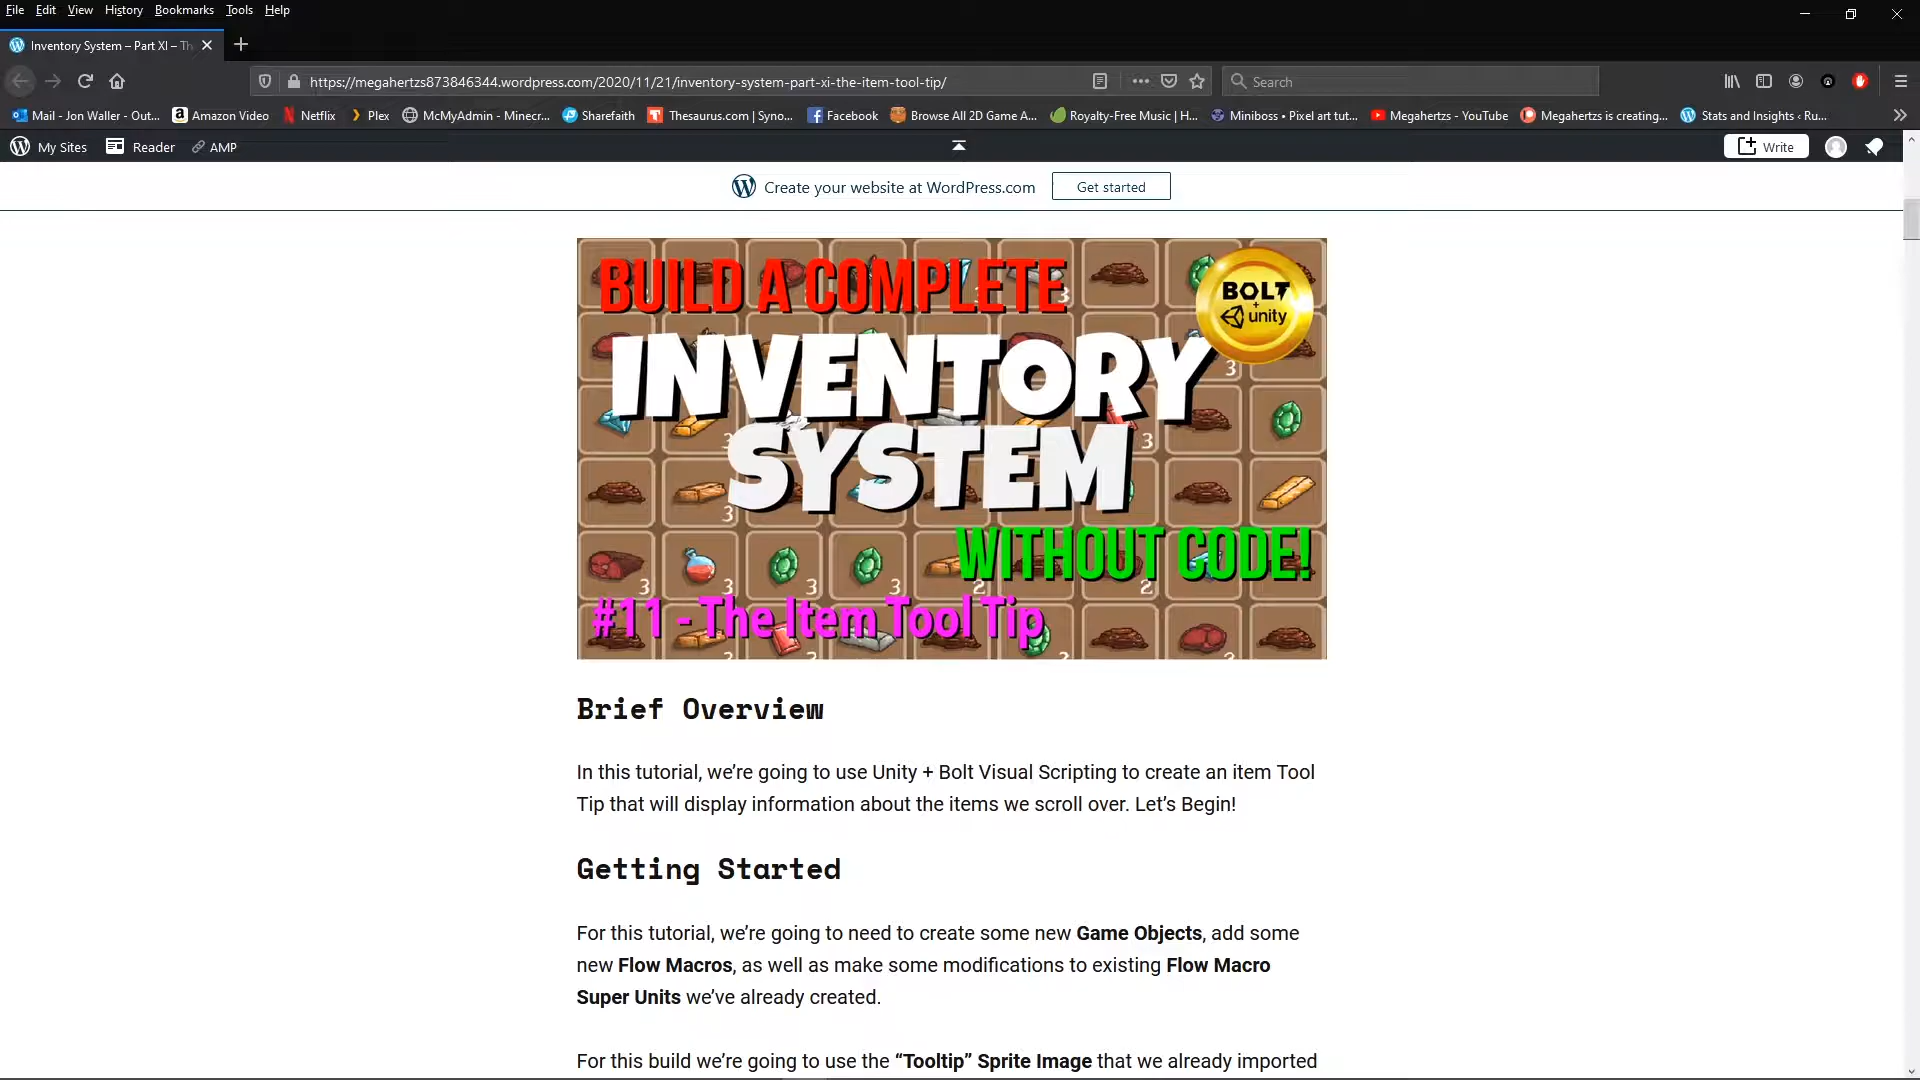 File Edit View History Bookmarks Tools Help
Inventory System – Part XI – Th
https://megahertzs873846344.wordpress.com/2020/11/21/inventory-system-part-xi-the-item-tool-tip/
Search
Mail - Jon Waller - Out... Amazon Video Netflix Plex McMyAdmin - Minecr... Sharefaith Thesaurus.com | Syno... Facebook Browse All 2D Game A... Royalty-Free Music | H... Miniboss • Pixel art tut... Megahertzs - YouTube Megahertzs is creating... Stats and Insights ‹ Ru...
My Sites Reader AMP Write
Create your website at WordPress.com Get started
BUILD A COMPLETE
BOLT
+
unity
INVENTORY
SYSTEM
WITHOUT CODE!
#11 - The Item Tool Tip
Brief Overview
In this tutorial, we’re going to use Unity + Bolt Visual Scripting to create an item Tool
Tip that will display information about the items we scroll over. Let’s Begin!
Getting Started
For this tutorial, we’re going to need to create some new Game Objects, add some
new Flow Macros, as well as make some modifications to existing Flow Macro
Super Units we’ve already created.
For this build we’re going to use the “Tooltip” Sprite Image that we already imported